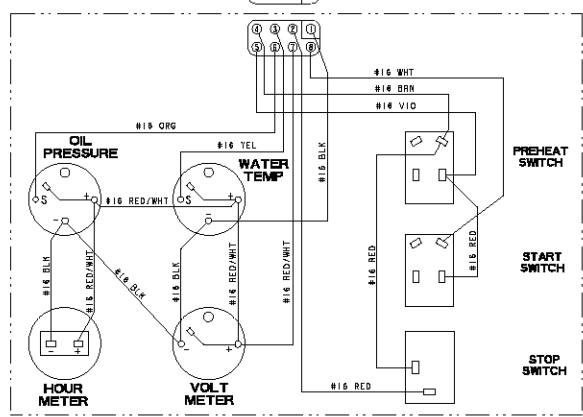 ④ ③ ② ①
⑤ ⑥ ⑦ ⑧
#16 WHT
#16 BRN
#16 VIO
#16 ORG
#16 YEL
OIL
PRESSURE
WATER
TEMP
#16 BLK
PREHEAT
SWITCH
S +
-
#16 RED/WHT
S +
-
#16 BLK
#16 RED/WHT
#16 BLK
#16 BLK
#16 RED/WHT
#16 RED
#16 RED
#16 RED
START
SWITCH
- +
HOUR
METER
- +
VOLT
METER
#16 RED
STOP
SWITCH